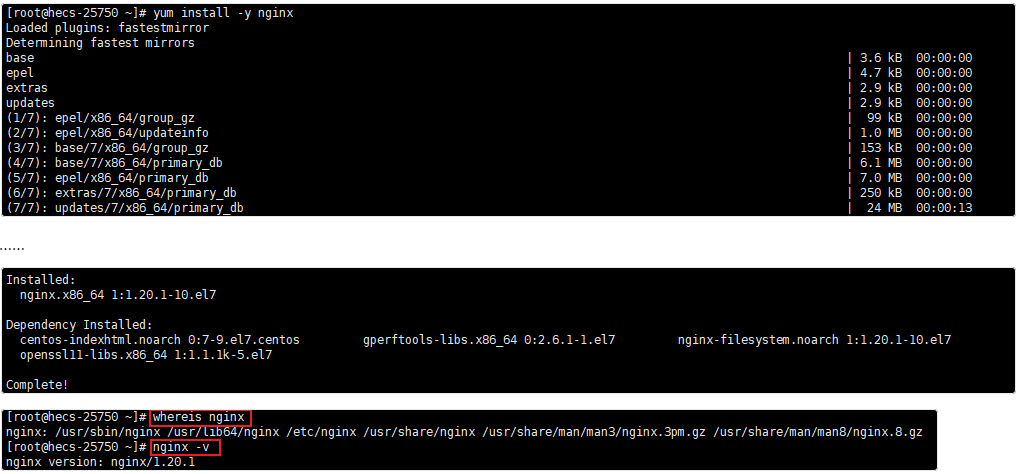 [root@hecs-25750 ~]# yum install -y nginx
Loaded plugins: fastestmirror
Determining fastest mirrors
base | 3.6 kB 00:00:00
epel | 4.7 kB 00:00:00
extras | 2.9 kB 00:00:00
updates | 2.9 kB 00:00:00
(1/7): epel/x86_64/group_gz | 99 kB 00:00:00
(2/7): epel/x86_64/updateinfo | 1.0 MB 00:00:00
(3/7): base/7/x86_64/group_gz | 153 kB 00:00:00
(4/7): base/7/x86_64/primary_db | 6.1 MB 00:00:00
(5/7): epel/x86_64/primary_db | 7.0 MB 00:00:00
(6/7): extras/7/x86_64/primary_db | 250 kB 00:00:00
(7/7): updates/7/x86_64/primary_db | 24 MB 00:00:13
……
Installed:
nginx.x86_64 1:1.20.1-10.el7
Dependency Installed:
centos-indexhtml.noarch 0:7-9.el7.centos gperftools-libs.x86_64 0:2.6.1-1.el7 nginx-filesystem.noarch 1:1.20.1-10.el7
openssl11-libs.x86_64 1:1.1.1k-5.el7
Complete!
[root@hecs-25750 ~]# whereis nginx
nginx: /usr/sbin/nginx /usr/lib64/nginx /etc/nginx /usr/share/nginx /usr/share/man/man3/nginx.3pm.gz /usr/share/man/man8/nginx.8.gz
[root@hecs-25750 ~]# nginx -v
nginx version: nginx/1.20.1